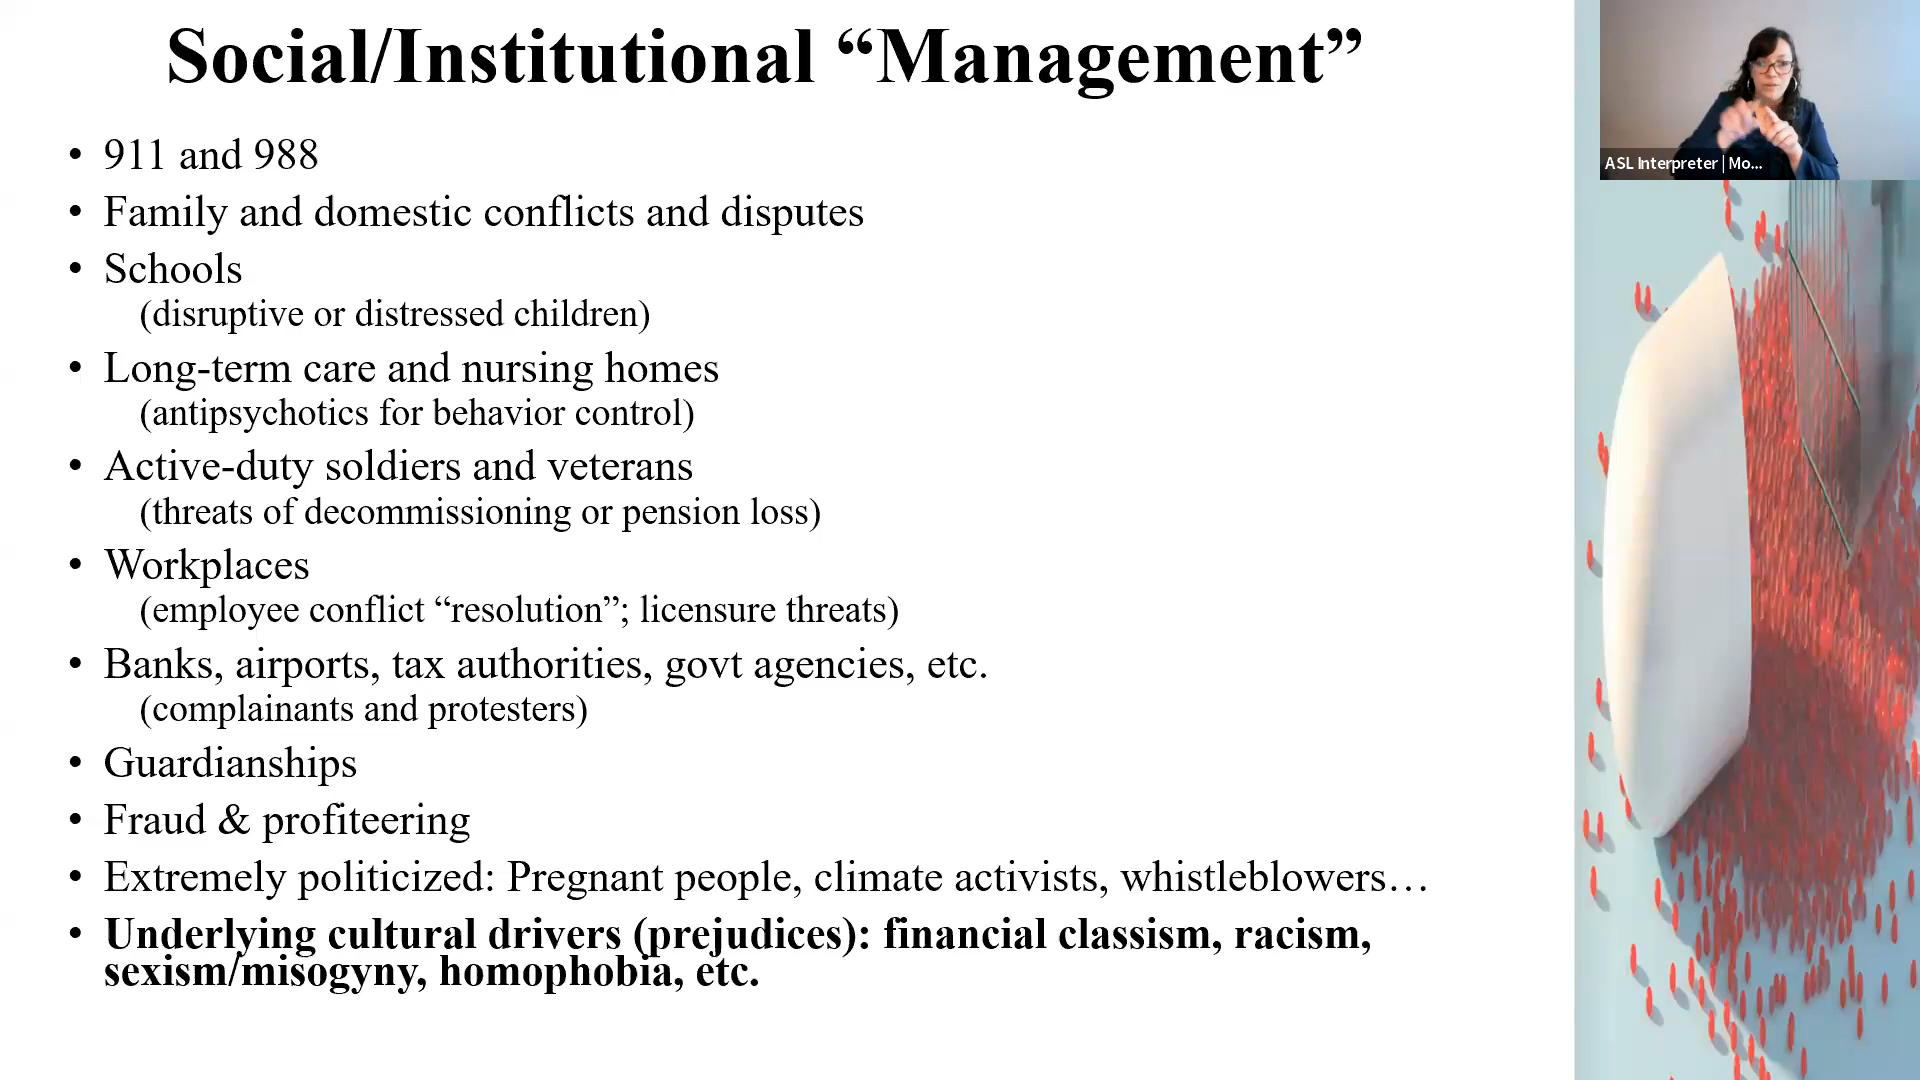 Social/Institutional “Management”
ASL Interpreter | Mo...
• 911 and 988
• Family and domestic conflicts and disputes
• Schools
(disruptive or distressed children)
• Long-term care and nursing homes
(antipsychotics for behavior control)
• Active-duty soldiers and veterans
(threats of decommissioning or pension loss)
• Workplaces
(employee conflict “resolution”; licensure threats)
• Banks, airports, tax authorities, govt agencies, etc.
(complainants and protesters)
• Guardianships
• Fraud & profiteering
• Extremely politicized: Pregnant people, climate activists, whistleblowers…
• Underlying cultural drivers (prejudices): financial classism, racism,
sexism/misogyny, homophobia, etc.